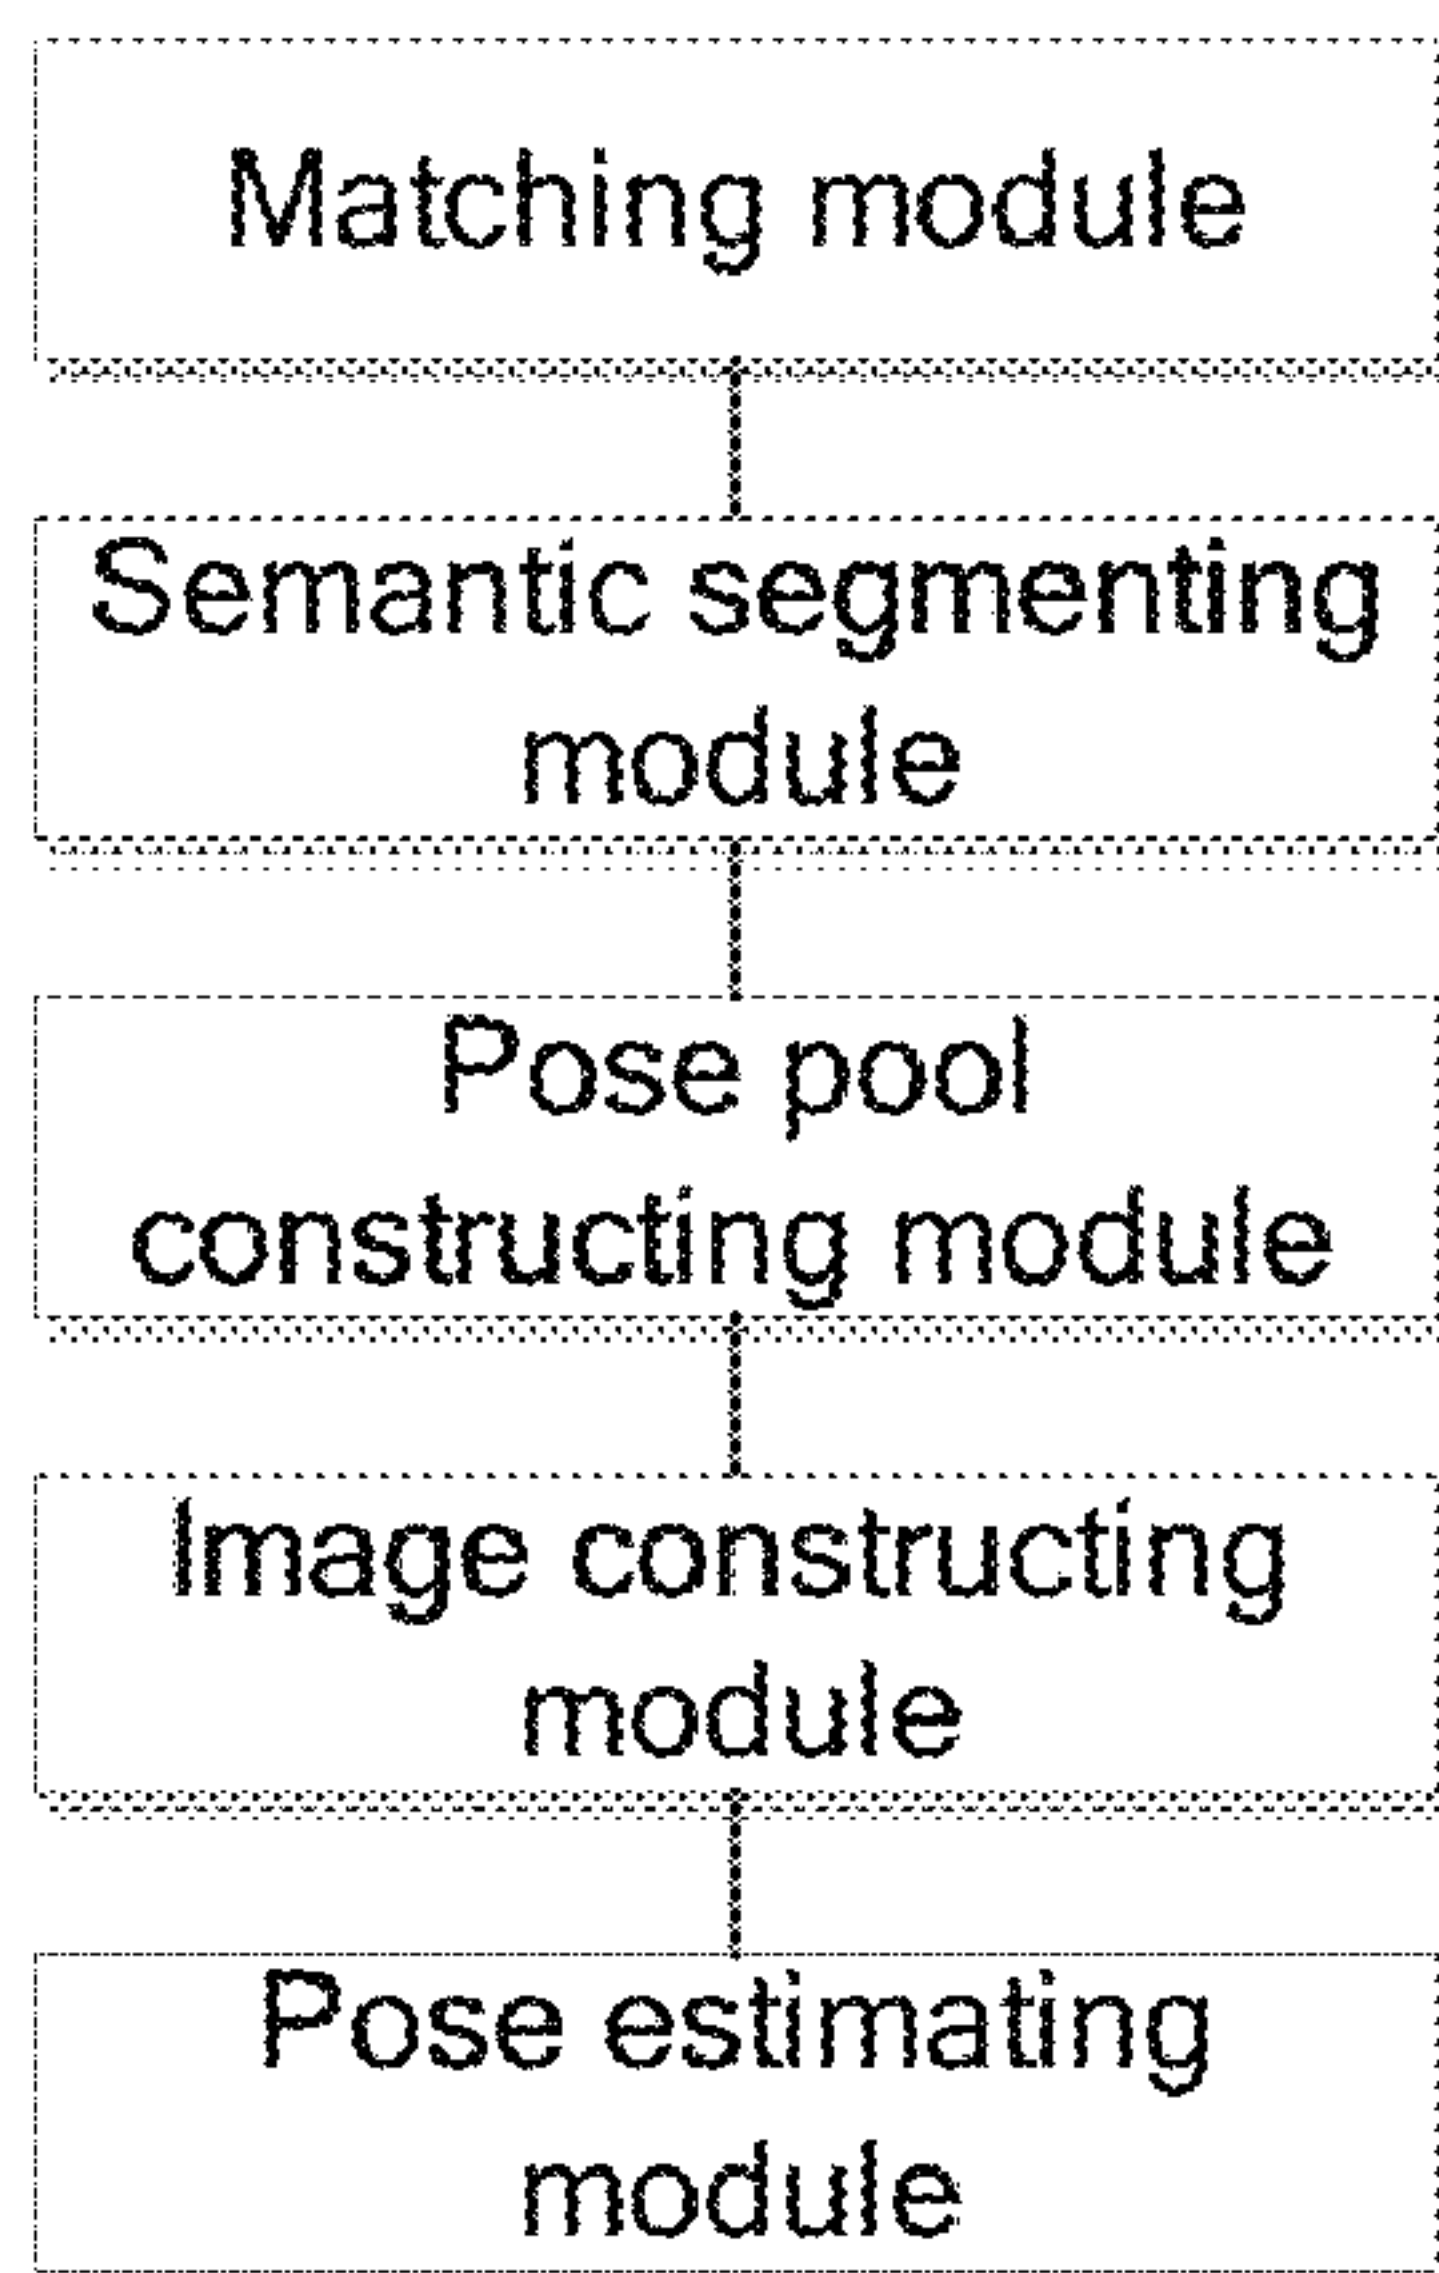 Matching module
Semantic segmenting
module
Pose pool
constructing module
Image constructing
module
Pose estimating
module